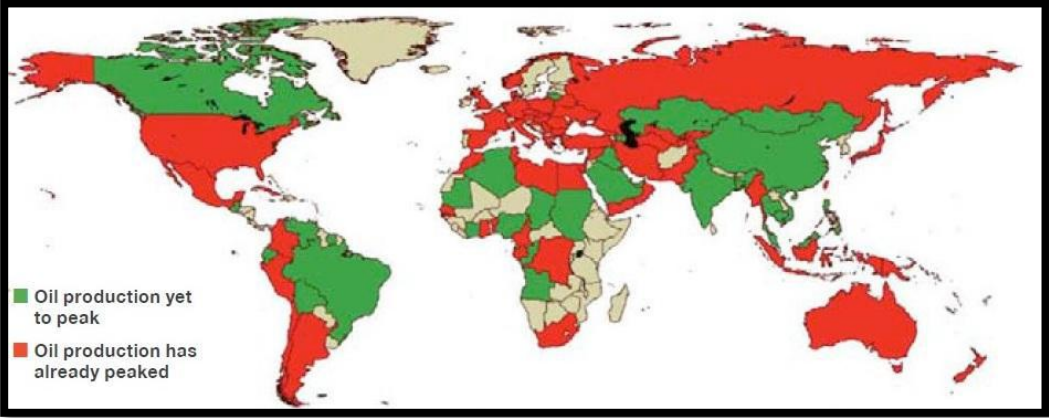 Oil production yet
to peak
Oil production has
already peaked